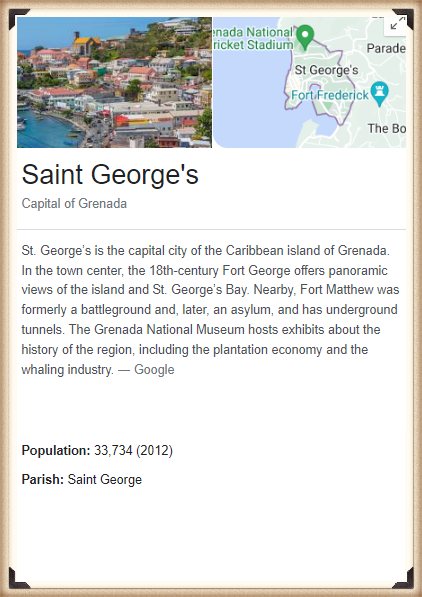 enada National
ricket Stadium
Parade
St George's
Fort Frederick
The Bo
Saint George's
Capital of Grenada
St. George's is the capital city of the Caribbean island of Grenada.
In the town center, the 18th-century Fort George offers panoramic
views of the island and St. George's Bay. Nearby, Fort Matthew was
formerly a battleground and, later, an asylum, and has underground
tunnels. The Grenada National Museum hosts exhibits about the
history of the region, including the plantation economy and the
whaling industry. — Google
Population: 33,734 (2012)
Parish: Saint George